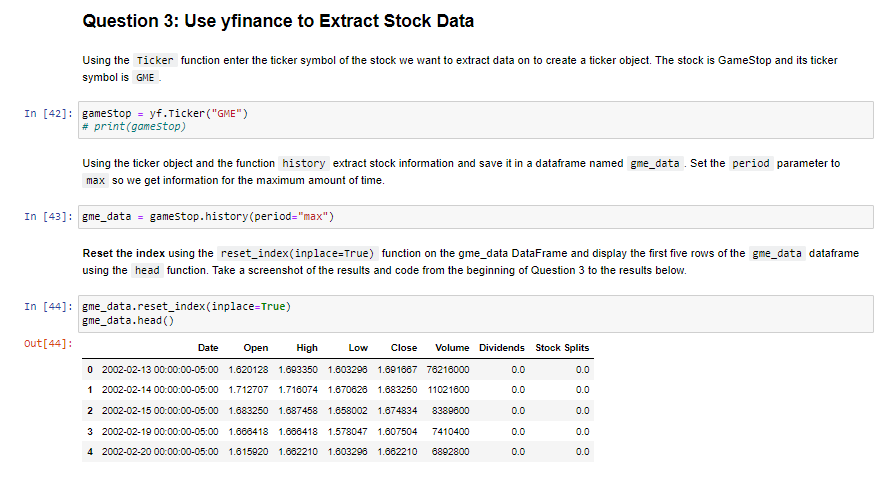 Question 3: Use yfinance to Extract Stock Data
Using the Ticker function enter the ticker symbol of the stock we want to extract data on to create a ticker object. The stock is GameStop and its ticker
symbol is GME .
In [42]: gameStop = yf.Ticker("GME")
# print(gameStop)
Using the ticker object and the function history extract stock information and save it in a dataframe named gme_data . Set the period parameter to
max so we get information for the maximum amount of time.
In [43]: gme_data = gameStop.history(period="max")
Reset the index using the reset_index(inplace=True) function on the gme_data DataFrame and display the first five rows of the gme_data dataframe
using the head function. Take a screenshot of the results and code from the beginning of Question 3 to the results below.
In [44]: gme_data.reset_index(inplace=True)
gme_data.head()
Out[44]:
Date Open High Low Close Volume Dividends Stock Splits
0 2002-02-13 00:00:00-05:00 1.620128 1.693350 1.603296 1.691667 76216000 0.0 0.0
1 2002-02-14 00:00:00-05:00 1.712707 1.716074 1.670626 1.683250 11021600 0.0 0.0
2 2002-02-15 00:00:00-05:00 1.683250 1.687458 1.658002 1.674834 8389600 0.0 0.0
3 2002-02-19 00:00:00-05:00 1.666418 1.666418 1.578047 1.607504 7410400 0.0 0.0
4 2002-02-20 00:00:00-05:00 1.615920 1.662210 1.603296 1.662210 6892800 0.0 0.0